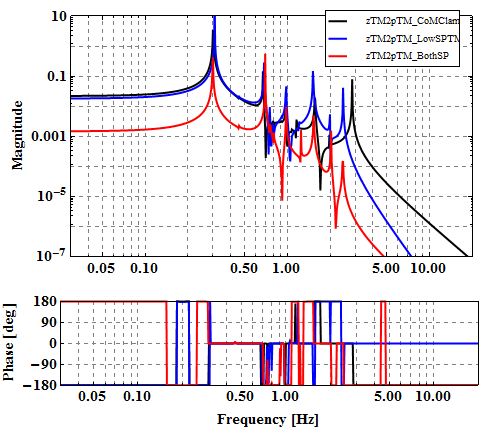 10
0.1
0.001
10⁻⁵
10⁻⁷
Magnitude
zTM2pTM_CoMClam
zTM2pTM_LowSPTM
zTM2pTM_BothSP
0.05 0.10 0.50 1.00 5.00 10.00
180
90
0
-90
-180
Phase [deg]
0.05 0.10 0.50 1.00 5.00 10.00
Frequency [Hz]